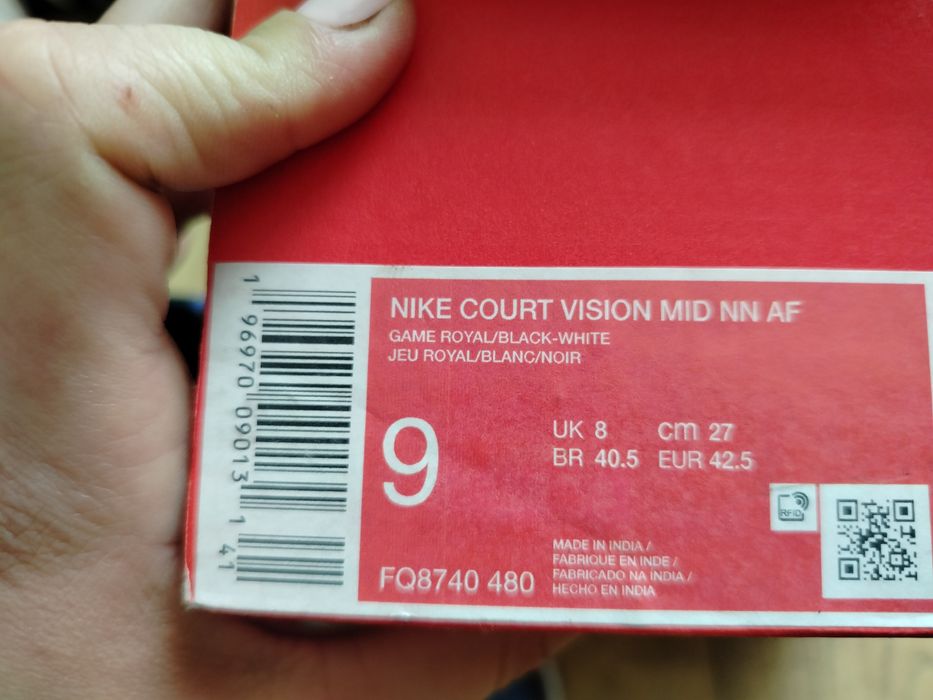 NIKE COURT VISION MID NN AF
GAME ROYAL/BLACK-WHITE
JEU ROYAL/BLANC/NOIR
9
UK 8 cm 27
BR 40.5 EUR 42.5
RFID
MADE IN INDIA /
FABRIQUE EN INDE /
FABRICADO NA INDIA /
HECHO EN INDIA
FQ8740 480
1 96970 09013 1 41